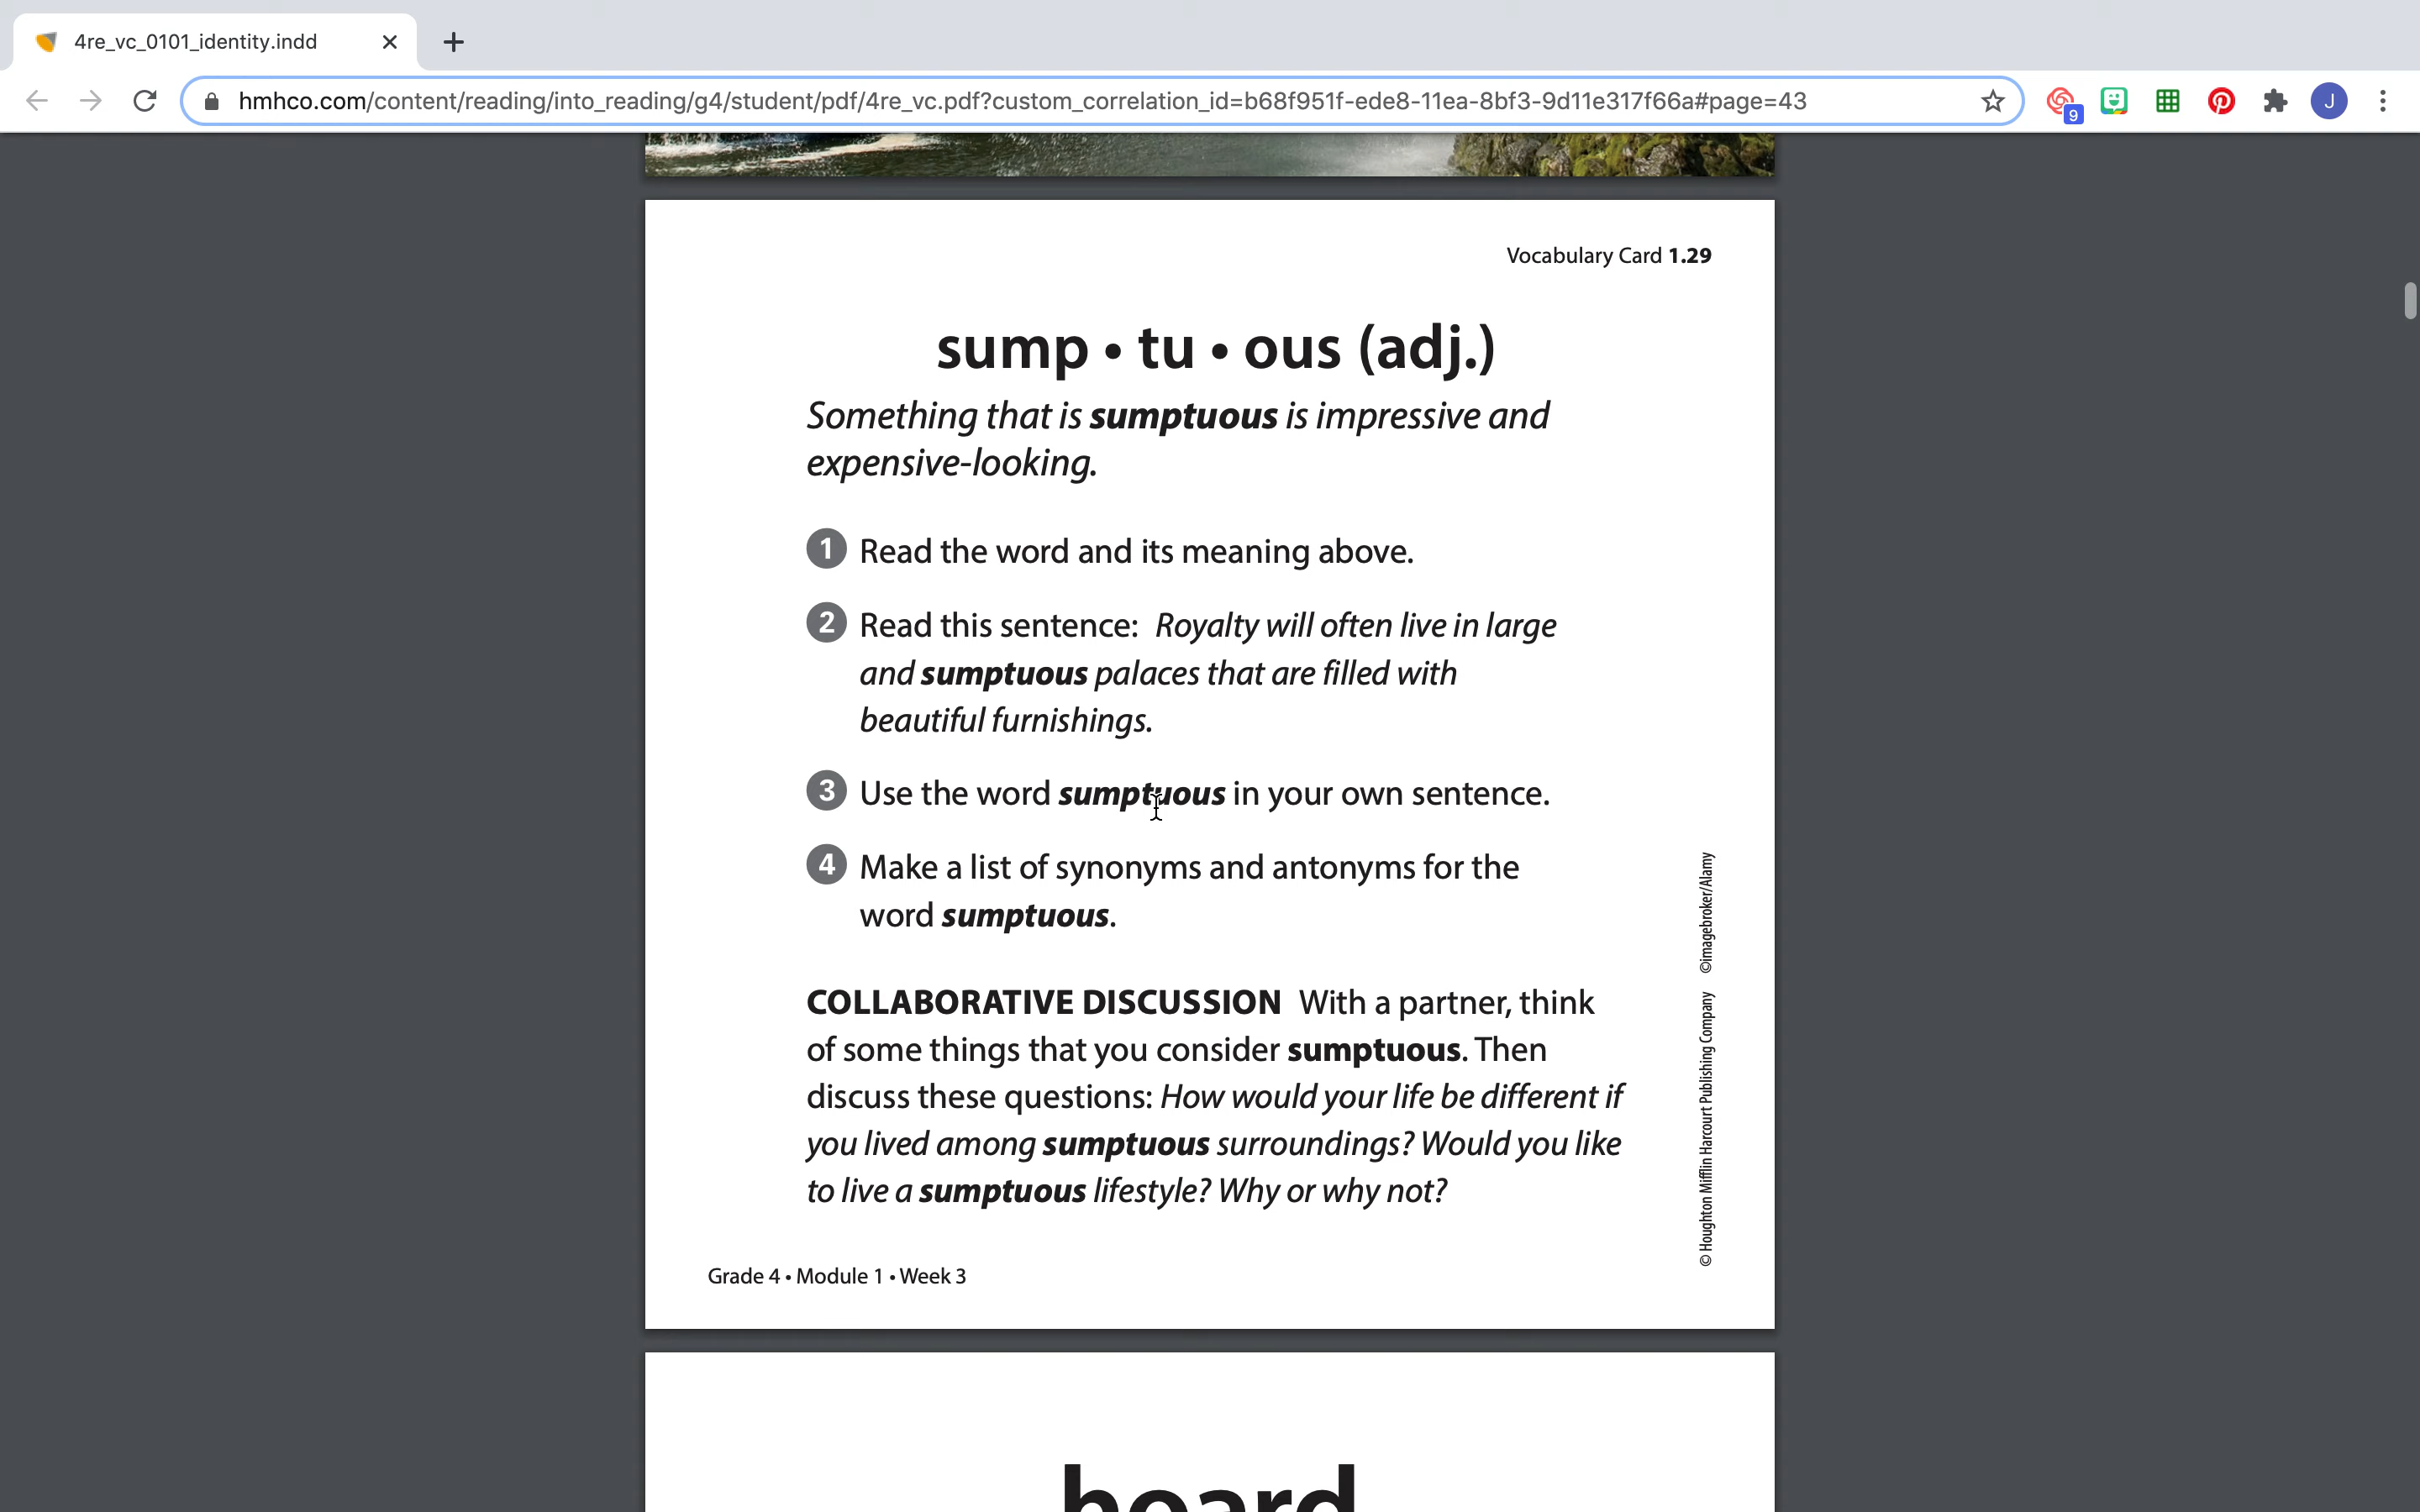 4re_vc_0101_identity.indd
hmhco.com/content/reading/into_reading/g4/student/pdf/4re_vc.pdf?custom_correlation_id=b68f951f-ede8-11ea-8bf3-9d11e317f66a#page=43
9
J
Vocabulary Card 1.29
sump • tu • ous (adj.)
Something that is sumptuous is impressive and
expensive-looking.
1 Read the word and its meaning above.
2 Read this sentence: Royalty will often live in large
and sumptuous palaces that are filled with
beautiful furnishings.
3 Use the word sumptuous in your own sentence.
4 Make a list of synonyms and antonyms for the
word sumptuous.
COLLABORATIVE DISCUSSION With a partner, think
of some things that you consider sumptuous. Then
discuss these questions: How would your life be different if
you lived among sumptuous surroundings? Would you like
to live a sumptuous lifestyle? Why or why not?
© Houghton Mifflin Harcourt Publishing Company ©imagebroker/Alamy
Grade 4 • Module 1 • Week 3
hoard